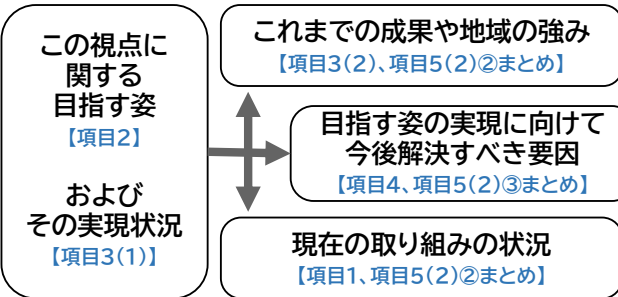 この視点に
関する
目指す姿
【項目2】
および
その実現状況
【項目3(1)】
これまでの成果や地域の強み
【項目3(2)、項目5(2)②まとめ】
目指す姿の実現に向けて
今後解決すべき要因
【項目4、項目5(2)③まとめ】
現在の取り組みの状況
【項目1、項目5(2)②まとめ】